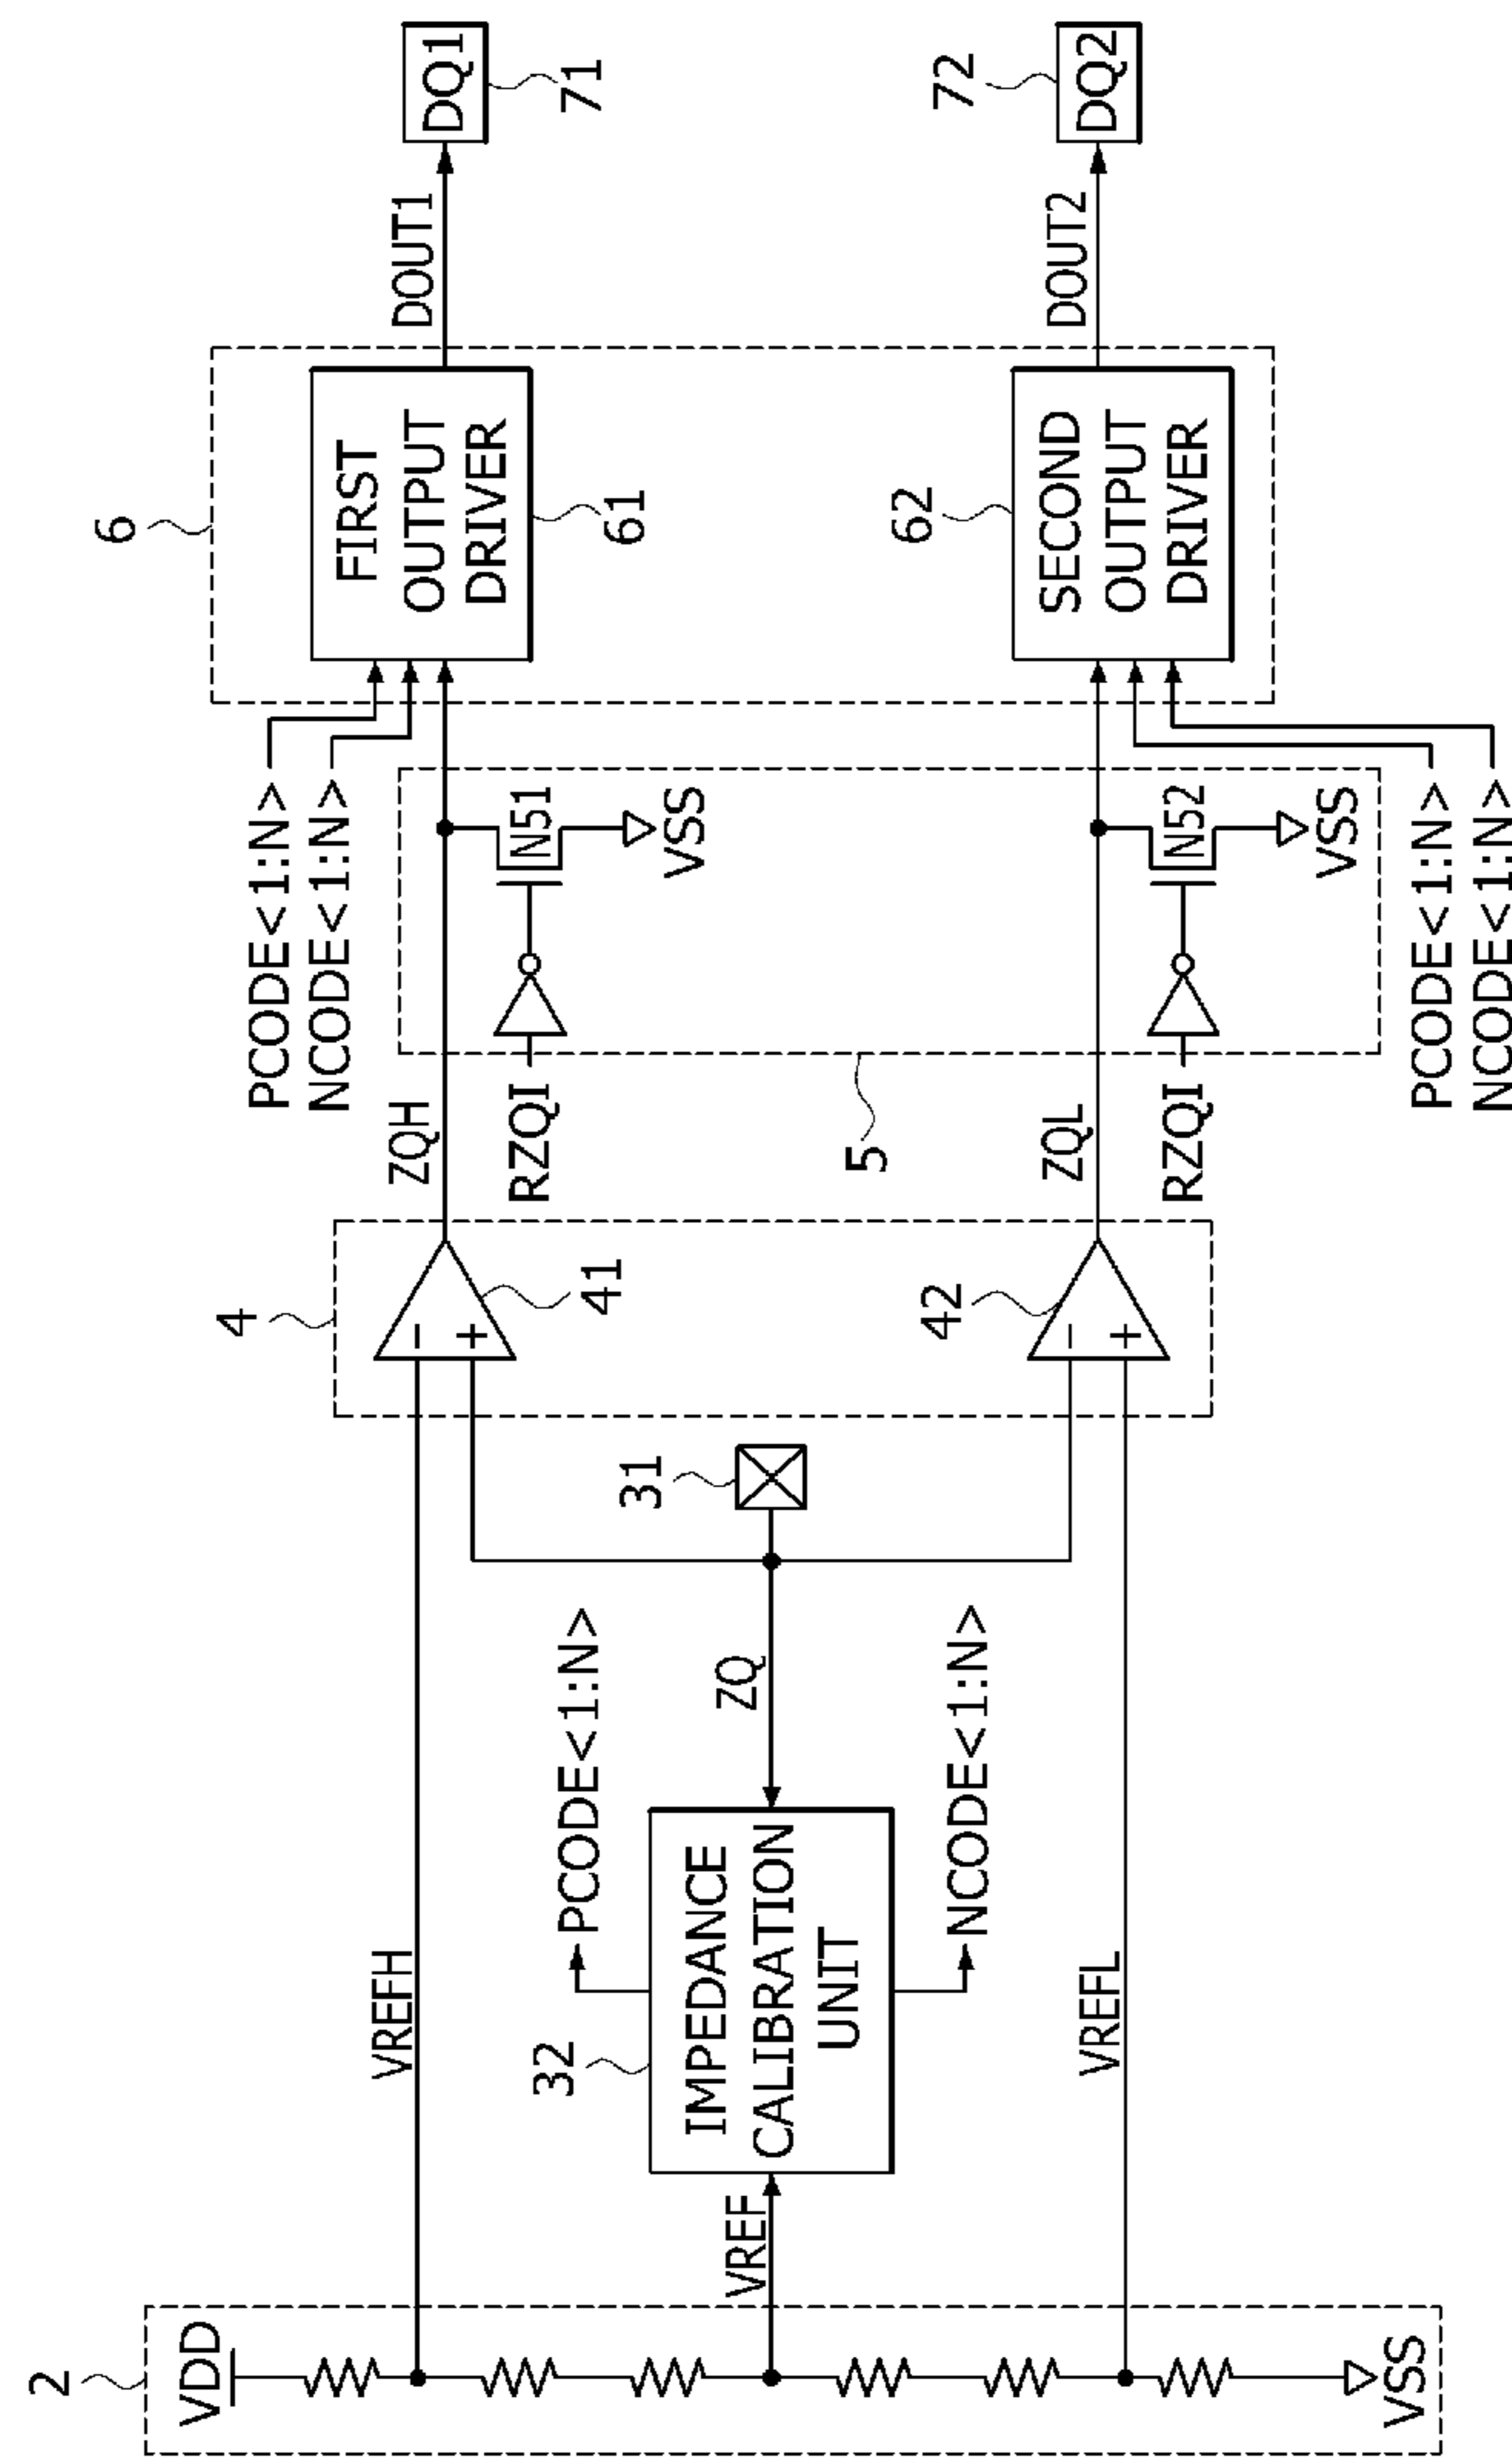 2
VDD
VSS
VREFH
VREF
VREFL
32
IMPEDANCE
CALIBRATION
UNIT
PCODE<1:N>
NCODE<1:N>
ZQ
31
4
41
42
ZQH
RZQI
5
ZQL
RZQI
PCODE<1:N>
NCODE<1:N>
N51
VSS
N52
VSS
PCODE<1:N>
NCODE<1:N>
6
FIRST
OUTPUT
DRIVER
61
62
SECOND
OUTPUT
DRIVER
DOUT1
DOUT2
DQ1
71
72
DQ2